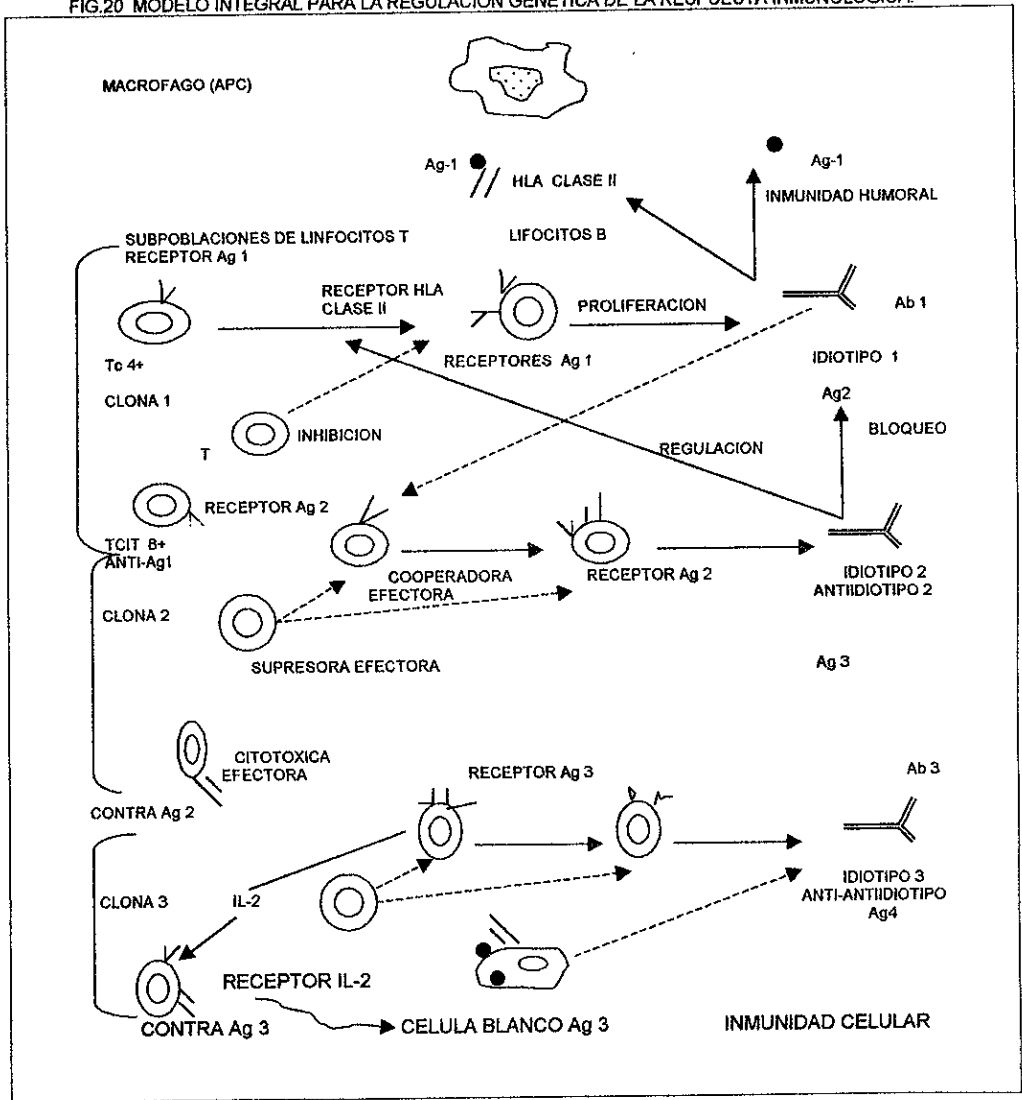 FIG.20 MODELO INTEGRAL PARA LA REGULACION GENETICA DE LA RESPUESTA INMUNOLOGICA.
MACROFAGO (APC)
Ag-1
HLA CLASE II
Ag-1
INMUNIDAD HUMORAL
SUBPOBLACIONES DE LINFOCITOS T
RECEPTOR Ag 1
LIFOCITOS B
RECEPTOR HLA
CLASE II
PROLIFERACION
Ab 1
Tc 4+
RECEPTORES Ag 1
IDIOTIPO 1
CLONA 1
Ag2
T
INHIBICION
REGULACION
BLOQUEO
RECEPTOR Ag 2
TCIT 8+
ANTI-Ag1
COOPERADORA
EFECTORA
RECEPTOR Ag 2
IDIOTIPO 2
ANTIIDIOTIPO 2
CLONA 2
SUPRESORA EFECTORA
Ag 3
CITOTOXICA
EFECTORA
RECEPTOR Ag 3
Ab 3
CONTRA Ag 2
CLONA 3
IL-2
IDIOTIPO 3
ANTI-ANTIIDIOTIPO
Ag4
RECEPTOR IL-2
CONTRA Ag 3
CELULA BLANCO Ag 3
INMUNIDAD CELULAR